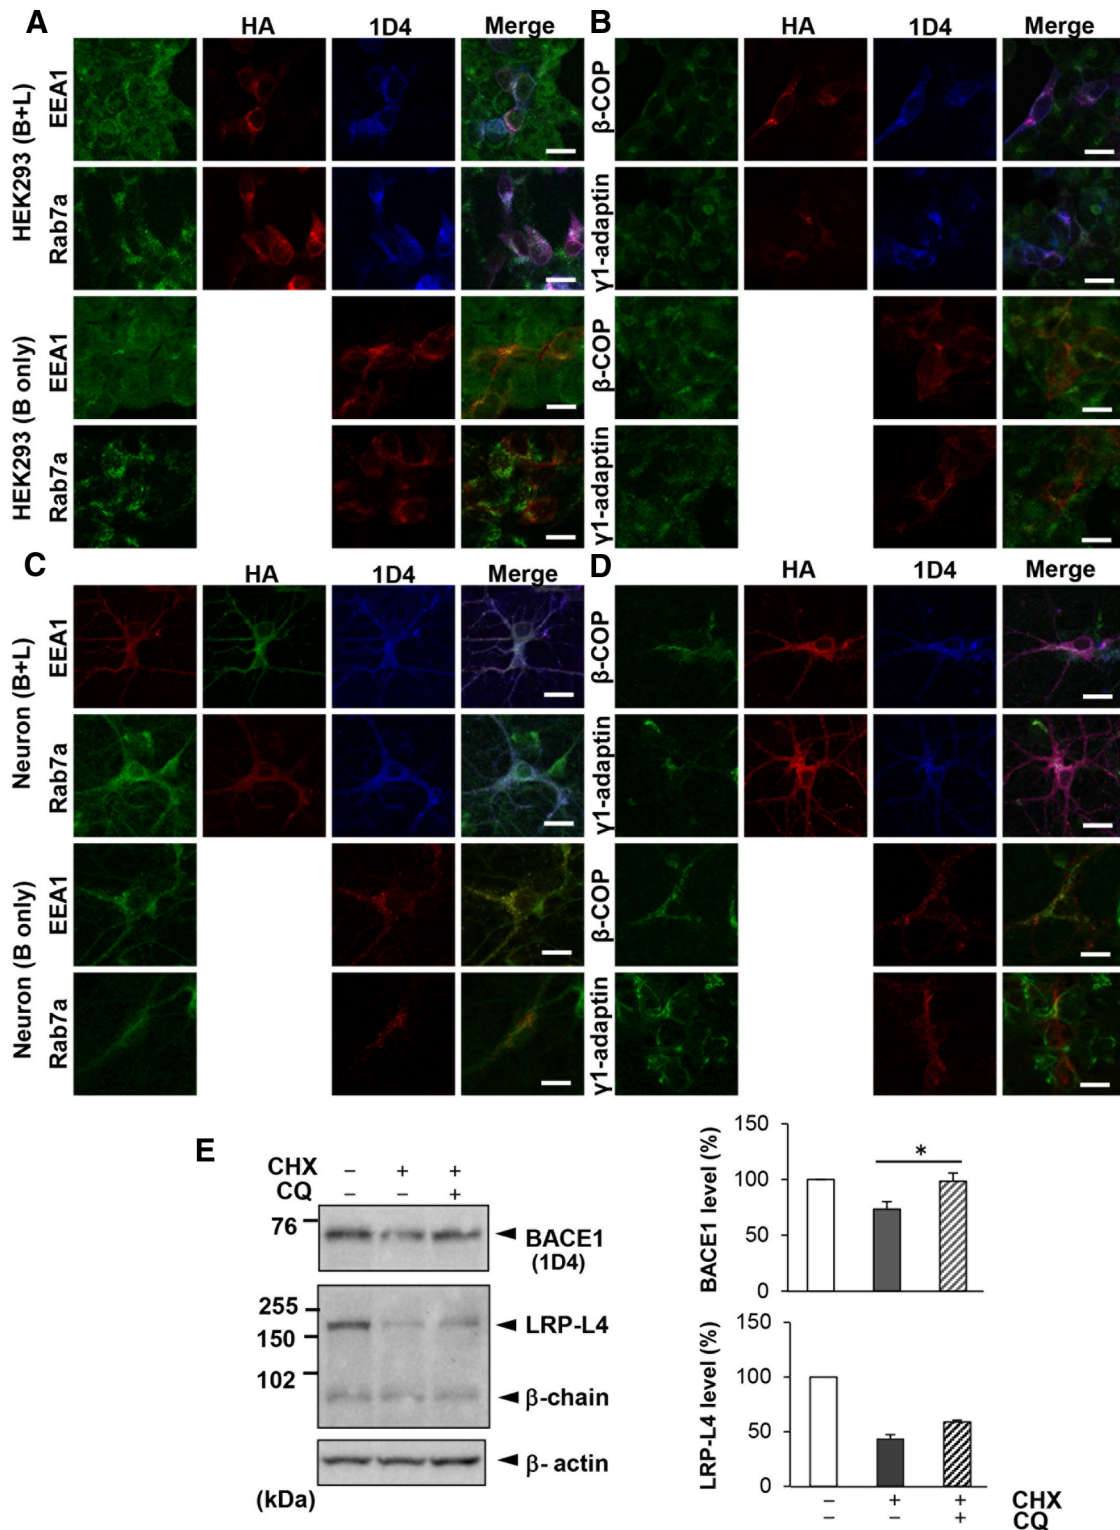 A
HA 1D4 Merge
HEK293 (B+L)
EEA1
Rab7a
HEK293 (B only)
EEA1
Rab7a
B
HA 1D4 Merge
β-COP
γ1-adaptin
β-COP
γ1-adaptin
C
HA 1D4 Merge
Neuron (B+L)
EEA1
Rab7a
Neuron (B only)
EEA1
Rab7a
D
HA 1D4 Merge
β-COP
γ1-adaptin
β-COP
γ1-adaptin
E
CHX – + +
CQ – – +
76
BACE1
(1D4)
255
150
102
LRP-L4
β-chain
β- actin
(kDa)
BACE1 level (%)
150
100
50
0
*
LRP-L4 level (%)
150
100
50
0
– + + CHX
– – + CQ